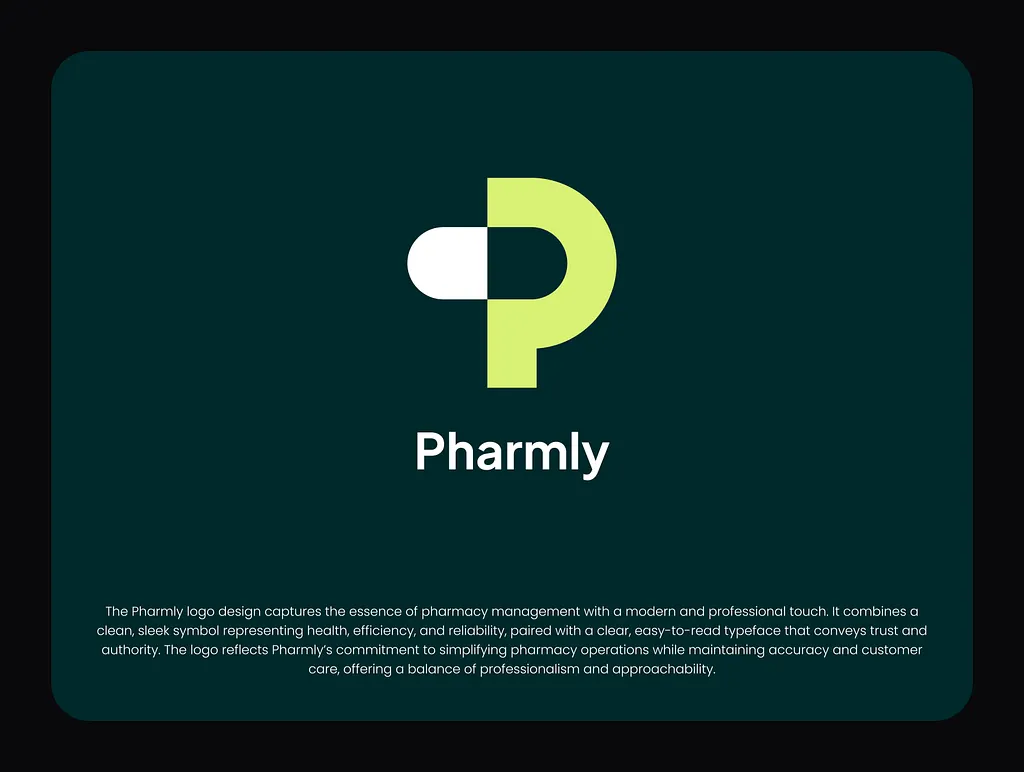 Pharmly
The Pharmly logo design captures the essence of pharmacy management with a modern and professional touch. It combines a
clean, sleek symbol representing health, efficiency, and reliability, paired with a clear, easy-to-read typeface that conveys trust and
authority. The logo reflects Pharmly’s commitment to simplifying pharmacy operations while maintaining accuracy and customer
care, offering a balance of professionalism and approachability.